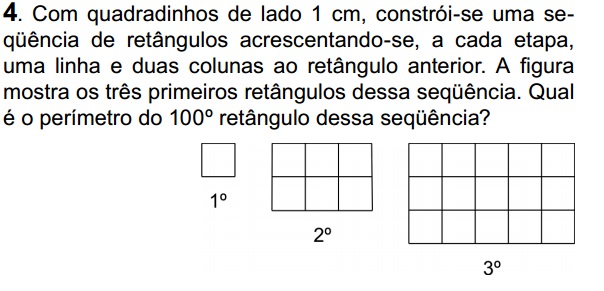 4. Com quadradinhos de lado 1 cm, constrói-se uma se-
qüência de retângulos acrescentando-se, a cada etapa,
uma linha e duas colunas ao retângulo anterior. A figura
mostra os três primeiros retângulos dessa seqüência. Qual
é o perímetro do 100º retângulo dessa seqüência?
1º
2º
3º